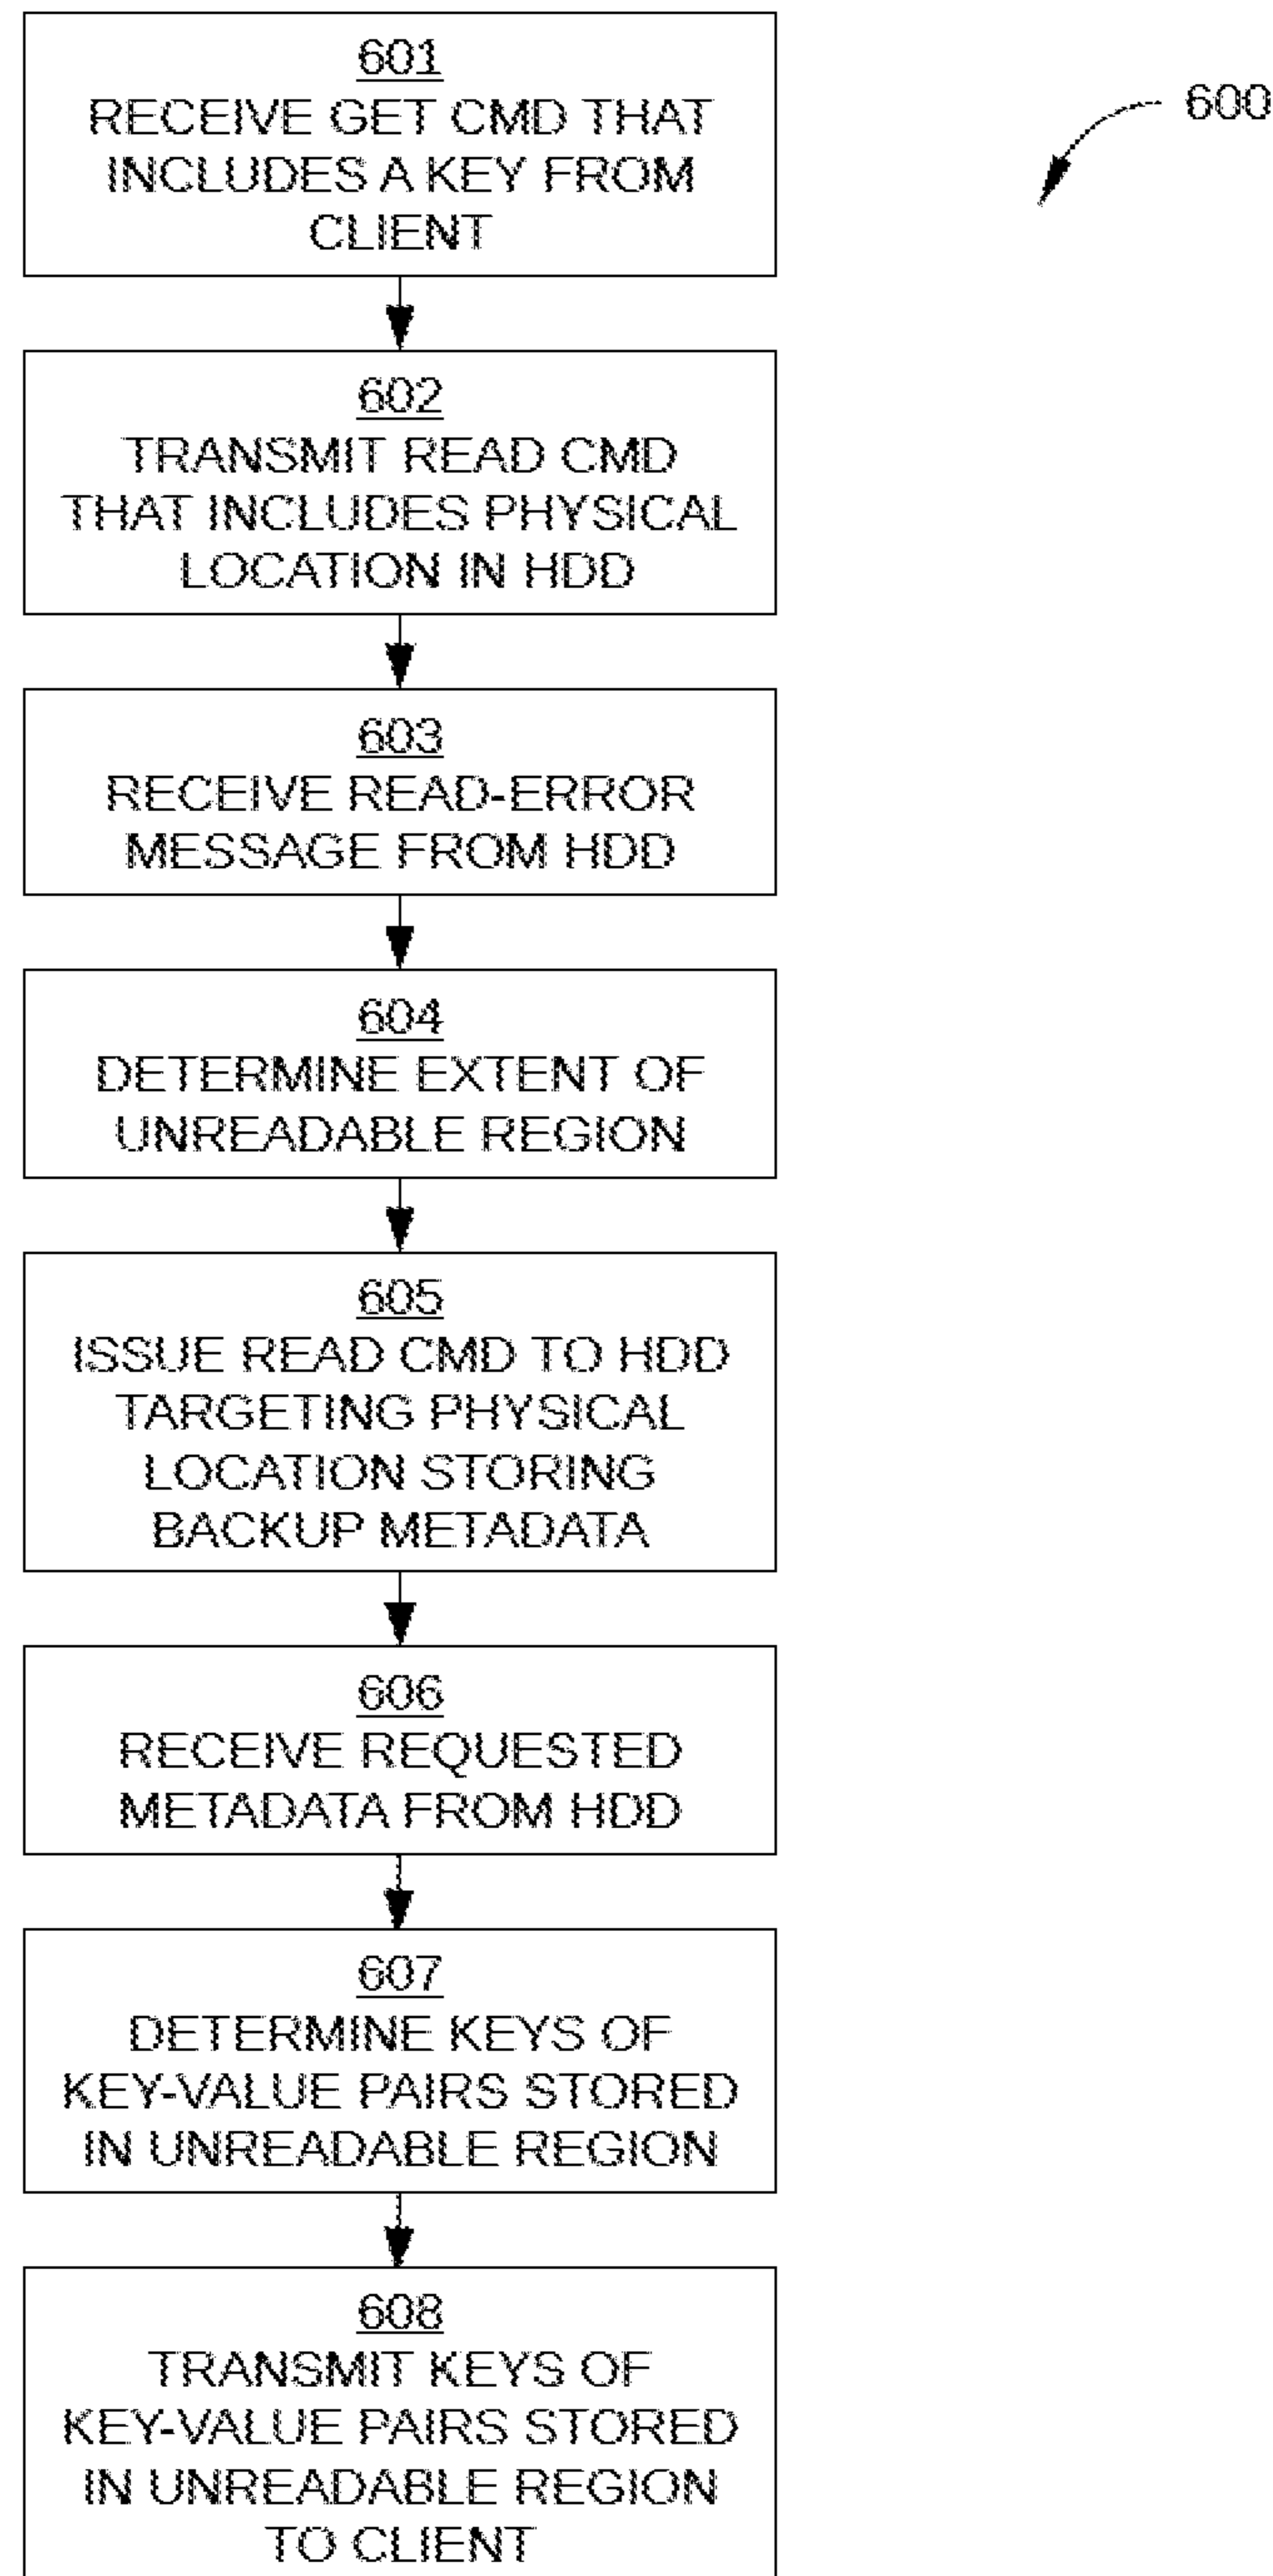 601
RECEIVE GET CMD THAT
INCLUDES A KEY FROM
CLIENT
600
602
TRANSMIT READ CMD
THAT INCLUDES PHYSICAL
LOCATION IN HDD
603
RECEIVE READ-ERROR
MESSAGE FROM HDD
604
DETERMINE EXTENT OF
UNREADABLE REGION
605
ISSUE READ CMD TO HDD
TARGETING PHYSICAL
LOCATION STORING
BACKUP METADATA
606
RECEIVE REQUESTED
METADATA FROM HDD
607
DETERMINE KEYS OF
KEY-VALUE PAIRS STORED
IN UNREADABLE REGION
608
TRANSMIT KEYS OF
KEY-VALUE PAIRS STORED
IN UNREADABLE REGION
TO CLIENT